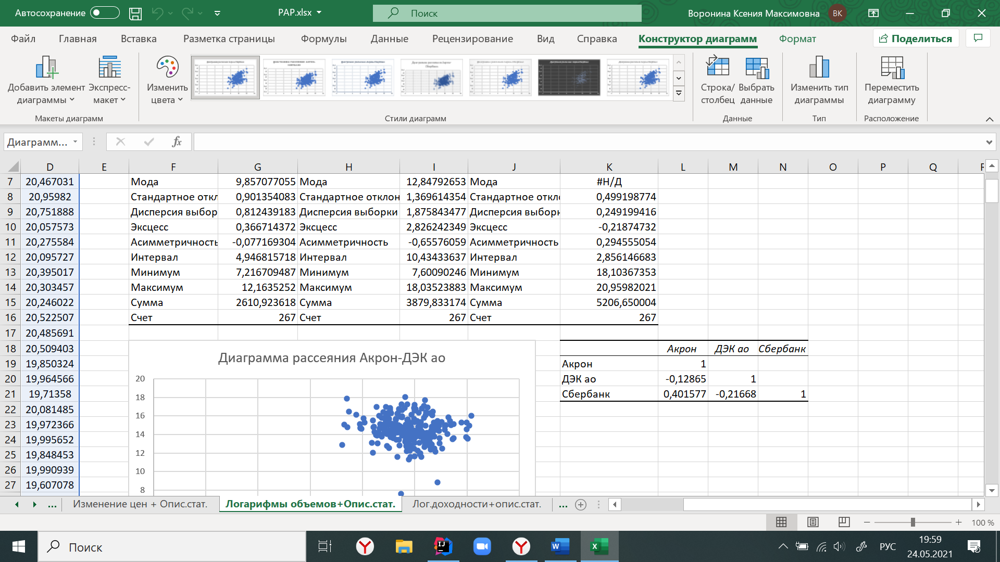 Автосохранение
PAP.xlsx
Поиск
Воронина Ксения Максимовна
ВК
Файл Главная Вставка Разметка страницы Формулы Данные Рецензирование Вид Справка Конструктор диаграмм Формат Поделиться
Добавить элемент диаграммы
Экспресс-макет
Изменить цвета
Строка/столбец
Выбрать данные
Изменить тип диаграммы
Переместить диаграмму
Макеты диаграмм Стили диаграмм Данные Тип Расположение
Диаграмм... fx
D E F G H I J K L M N O P Q
7 20,467031 Мода 9,857077055 Мода 12,84792653 Мода #Н/Д
8 20,95982 Стандартное откл 0,901354083 Стандартное отклон 1,369614354 Стандартное откл 0,499198774
9 20,751888 Дисперсия выбор 0,812439183 Дисперсия выборки 1,875843477 Дисперсия выборк 0,249199416
10 20,057573 Эксцесс 0,366714372 Эксцесс 2,826242349 Эксцесс -0,21874732
11 20,275584 Асимметричность -0,077169304 Асимметричность -0,65576059 Асимметричность 0,294555054
12 20,095727 Интервал 4,946815718 Интервал 10,43433637 Интервал 2,856146683
13 20,395017 Минимум 7,216709487 Минимум 7,60090246 Минимум 18,10367353
14 20,303457 Максимум 12,1635252 Максимум 18,03523883 Максимум 20,95982021
15 20,246022 Сумма 2610,923618 Сумма 3879,833174 Сумма 5206,650004
16 20,522507 Счет 267 Счет 267 Счет 267
17 20,485691
18 20,509403 Акрон ДЭК ао Сбербанк
19 19,850324 Акрон 1
20 19,964566 ДЭК ао -0,12865 1
21 19,71358 Сбербанк 0,401577 -0,21668 1
22 20,081485
23 19,972366
24 19,995652
25 19,848453
26 19,990939
27 19,607078
Диаграмма рассеяния Акрон-ДЭК ао
20
18
16
14
12
10
8
... Изменение цен + Опис.стат. Логарифмы объемов+Опис.стат. Лог.доходности+опис.стат. ...
100 %
Поиск
РУС
19:59
24.05.2021